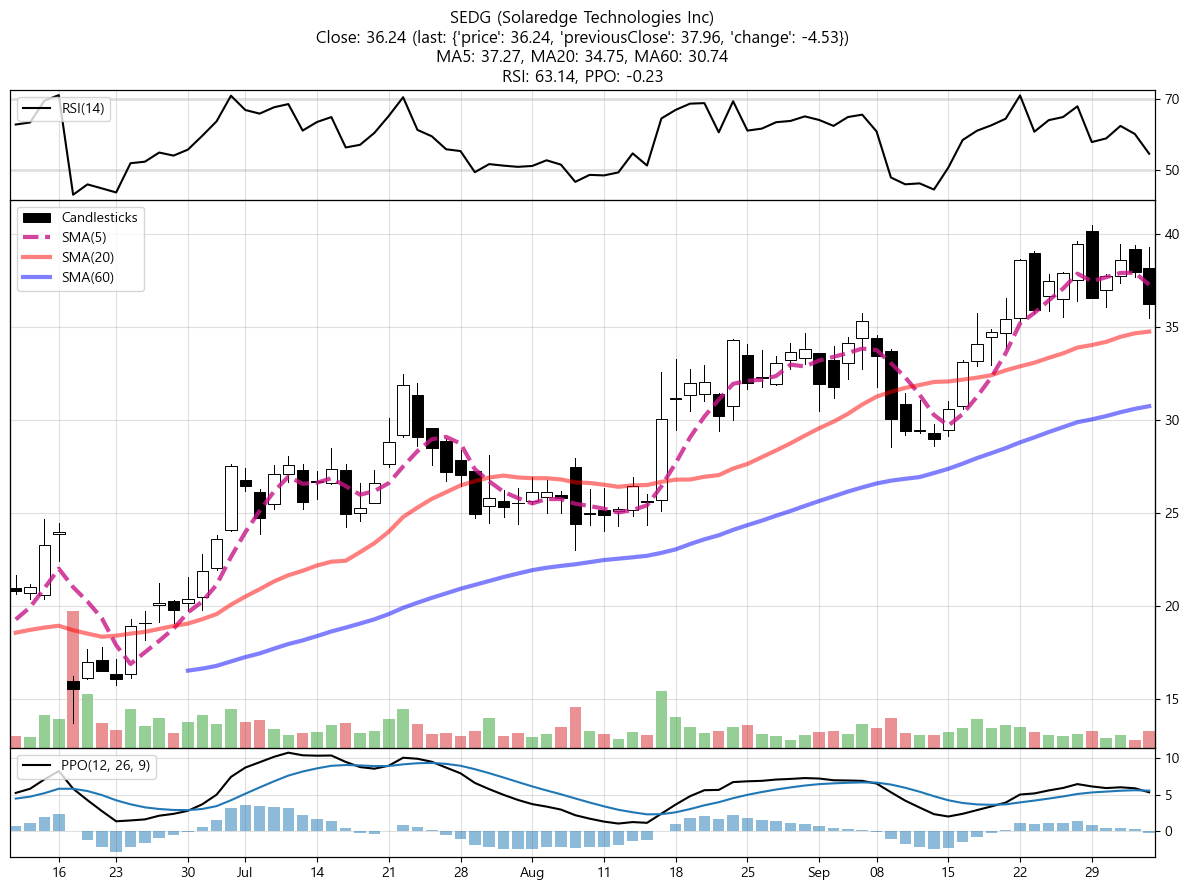 SEDG (Solaredge Technologies Inc)
Close: 36.24 (last: {'price': 36.24, 'previousClose': 37.96, 'change': -4.53})
MA5: 37.27, MA20: 34.75, MA60: 30.74
RSI: 63.14, PPO: -0.23
RSI(14)
70
50
Candlesticks
SMA(5)
SMA(20)
SMA(60)
40
35
30
25
20
15
PPO(12, 26, 9)
10
5
0
16 23 30 Jul 14 21 28 Aug 11 18 25 Sep 08 15 22 29